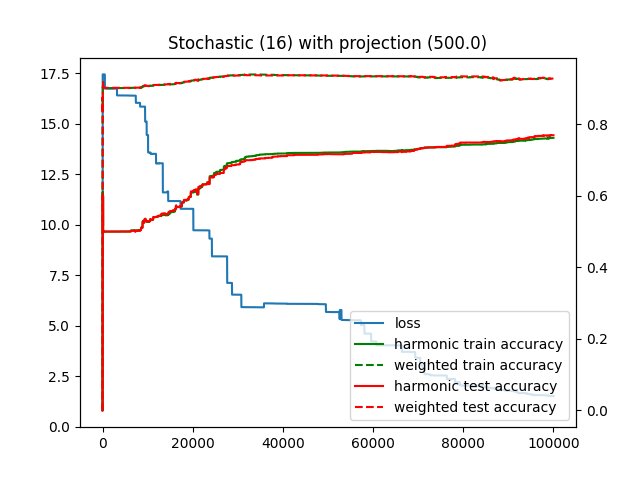 Stochastic (16) with projection (500.0)
17.5
15.0
12.5
10.0
7.5
5.0
2.5
0.0
0.8
0.6
0.4
0.2
0.0
loss
harmonic train accuracy
weighted train accuracy
harmonic test accuracy
weighted test accuracy
0 20000 40000 60000 80000 100000